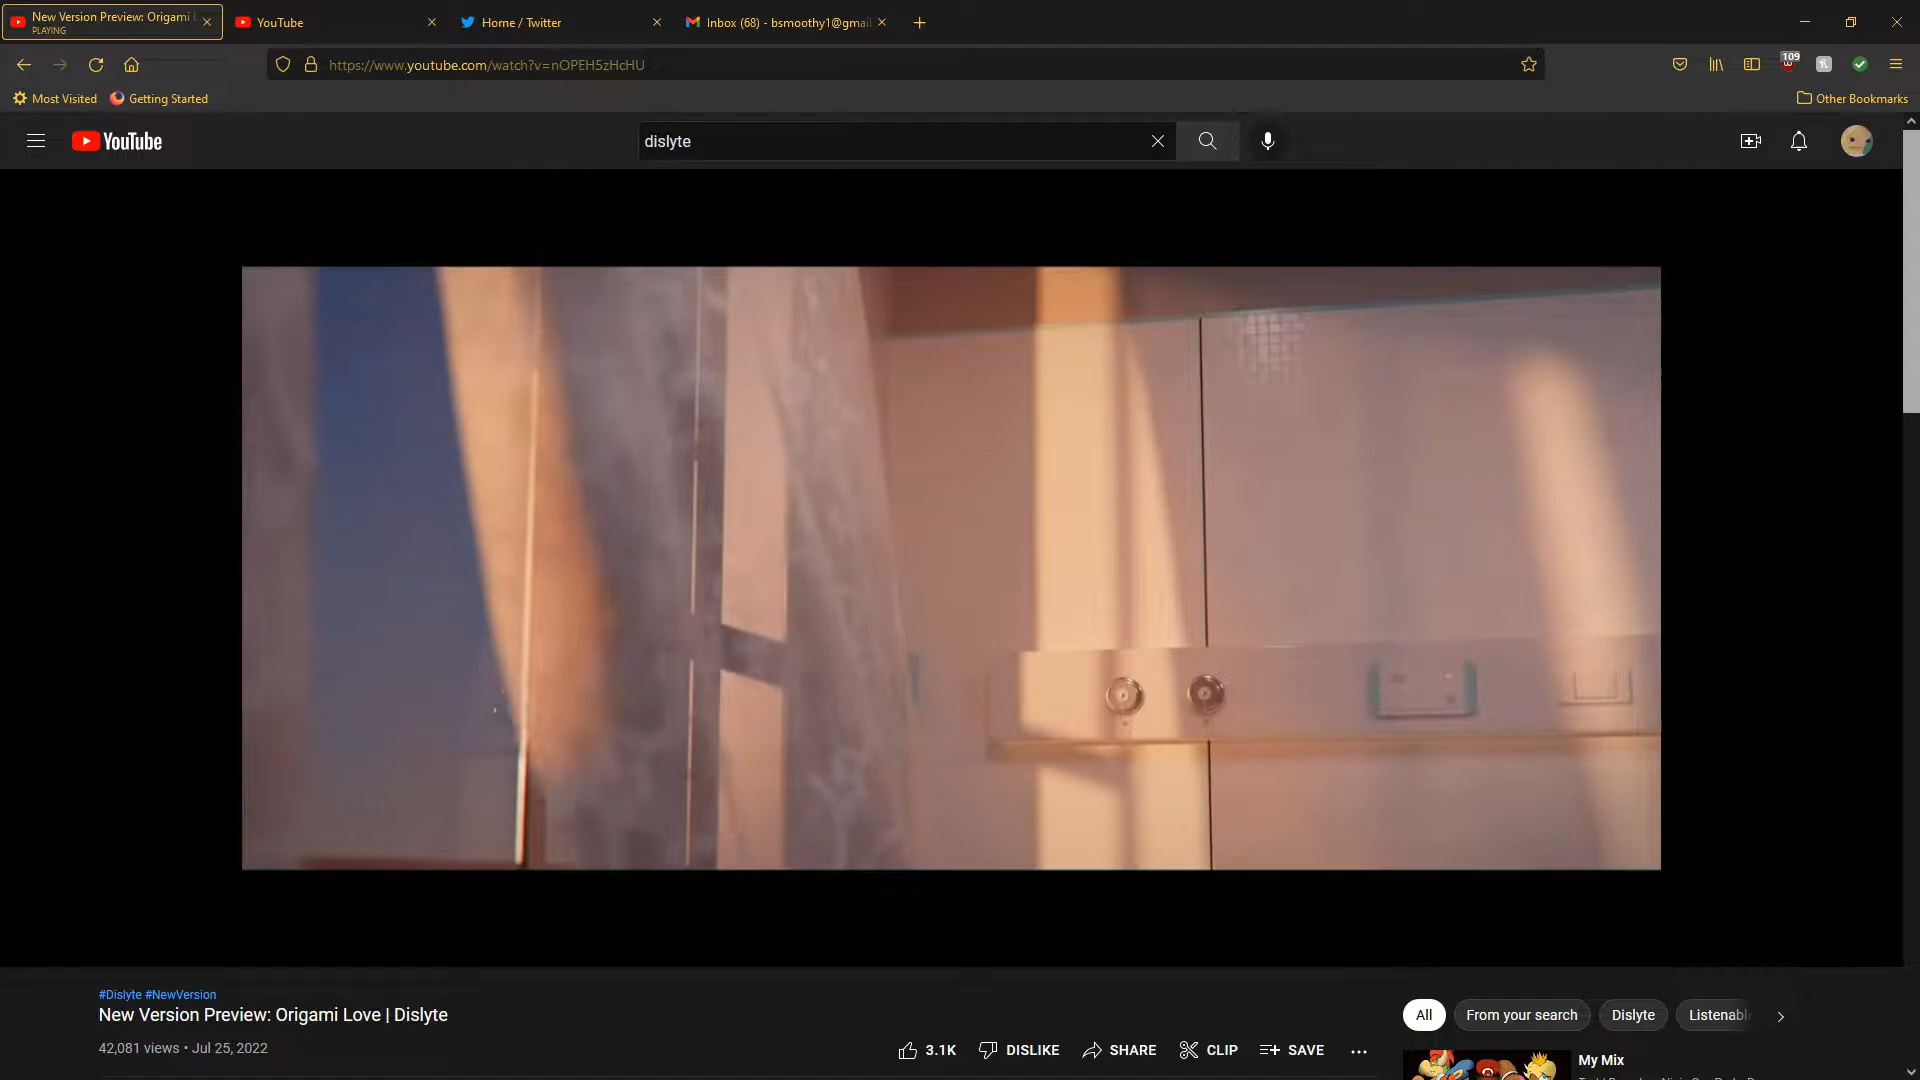 New Version Preview: Origami L
PLAYING
YouTube
Home / Twitter
Inbox (68) - bsmoothy1@gmail
https://www.youtube.com/watch?v=nOPEH5zHcHU
109
Most Visited
Getting Started
Other Bookmarks
YouTube
dislyte
#Dislyte #NewVersion
New Version Preview: Origami Love | Dislyte
42,081 views • Jul 25, 2022
3.1K
DISLIKE
SHARE
CLIP
SAVE
All
From your search
Dislyte
Listenabl
My Mix